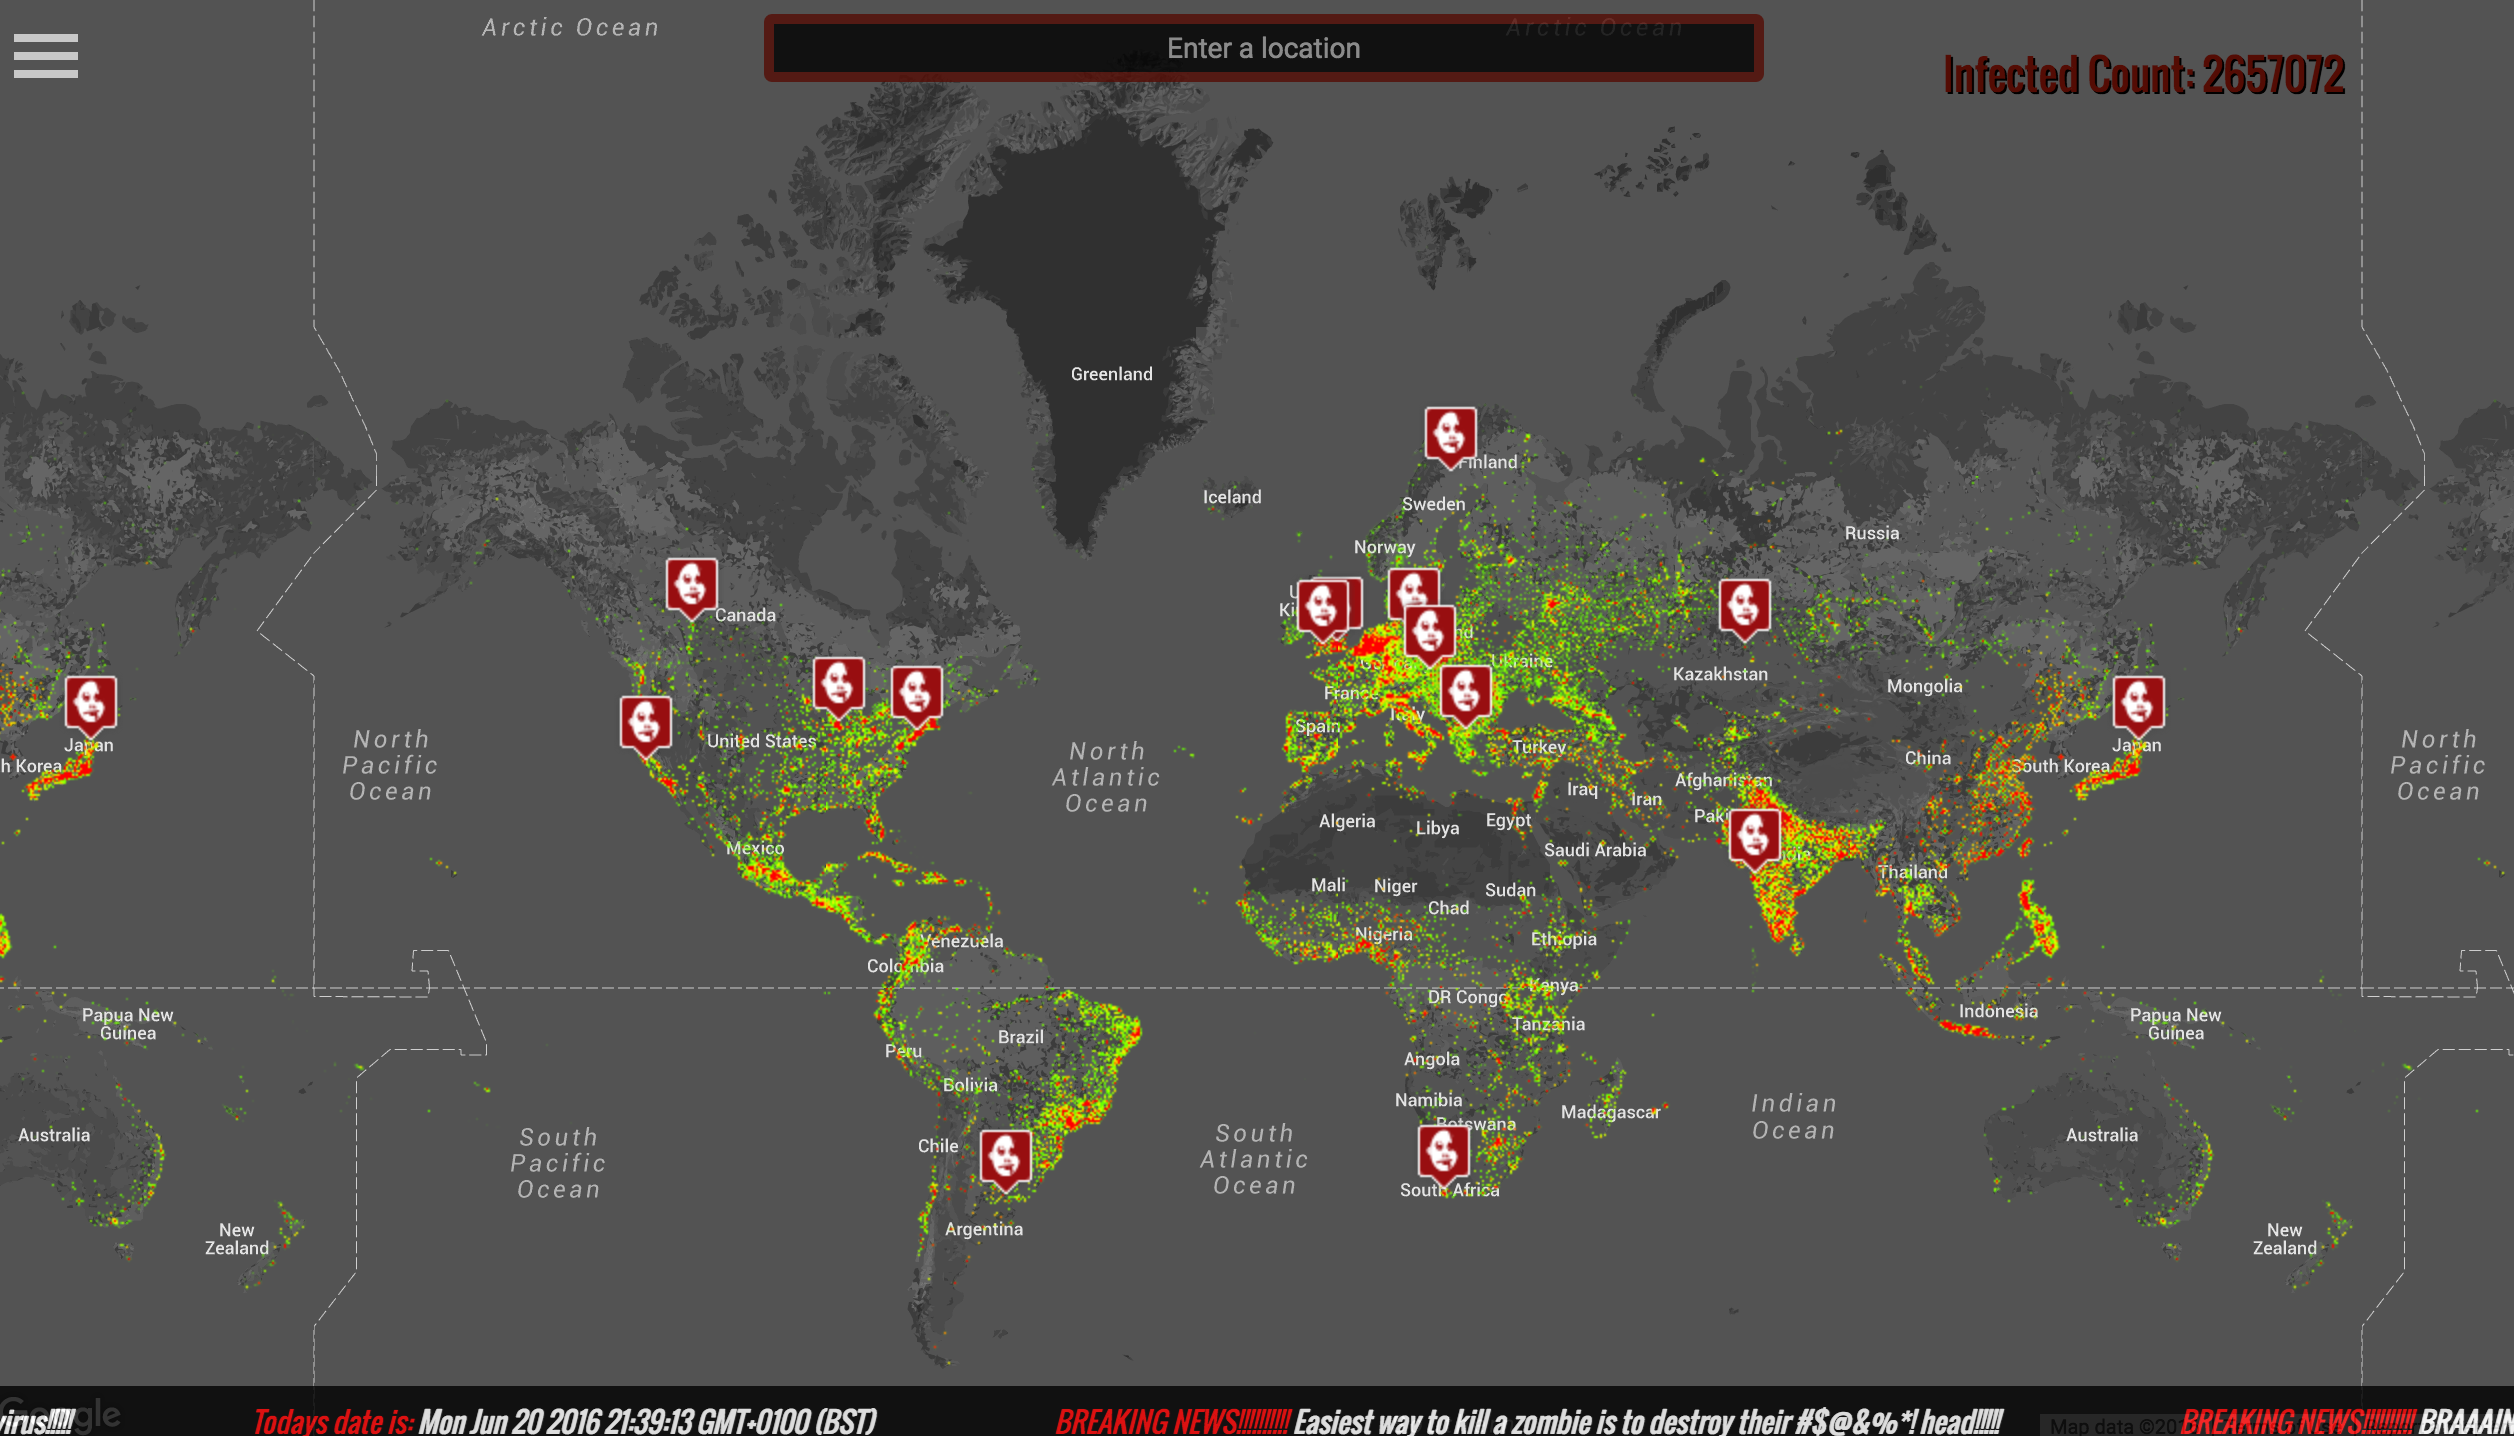 Arctic Ocean
Enter a location
Arctic Ocean
Infected Count: 2657072
Greenland
Finland
Iceland
Sweden
Russia
Norway
Canada
Ukraine
Kazakhstan
Mongolia
France
Italy
Spain
United States
Turkey
Japan
h Korea
North
Pacific
Ocean
North
Atlantic
Ocean
China
South Korea
Japan
North
Pacific
Ocean
Afghanistan
Iraq
Iran
Algeria
Libya
Egypt
Saudi Arabia
Mexico
Mali
Niger
Sudan
Chad
Thailand
Nigeria
Ethiopia
Venezuela
Colombia
Kenya
DR Congo
Tanzania
Indonesia
Papua New
Guinea
Papua New
Guinea
Brazil
Peru
Bolivia
Angola
Namibia
Botswana
Madagascar
Indian
Ocean
Australia
South
Pacific
Ocean
Chile
South
Atlantic
Ocean
South Africa
Australia
New
Zealand
Argentina
New
Zealand
Google
virus!!!!! Todays date is: Mon Jun 20 2016 21:39:13 GMT+0100 (BST) BREAKING NEWS!!!!!!!!!! Easiest way to kill a zombie is to destroy their #$@&%*! head!!!!! BREAKING NEWS!!!!!!!!!! BRAAAIN
Map data